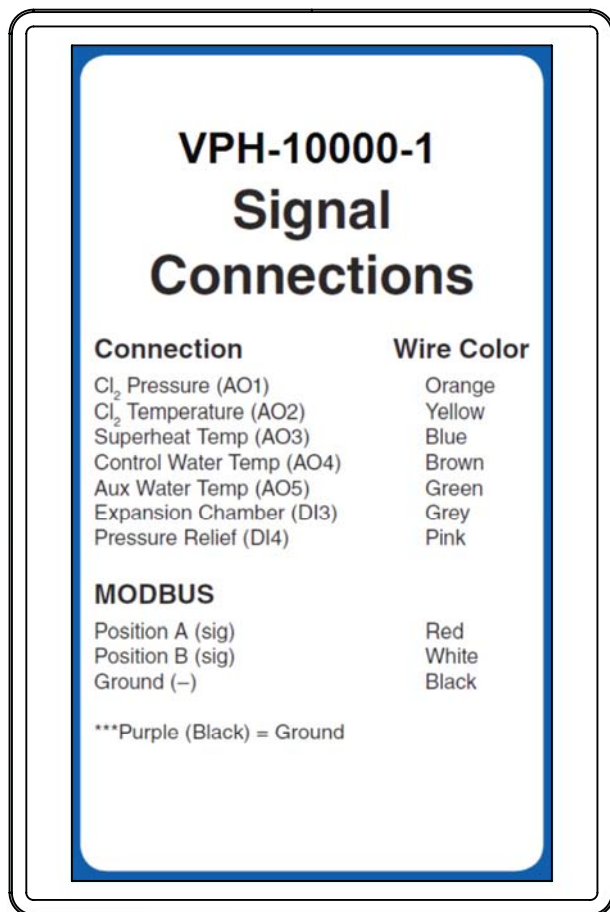 VPH-10000-1
Signal
Connections
Connection Wire Color
Cl₂ Pressure (AO1) Orange
Cl₂ Temperature (AO2) Yellow
Superheat Temp (AO3) Blue
Control Water Temp (AO4) Brown
Aux Water Temp (AO5) Green
Expansion Chamber (DI3) Grey
Pressure Relief (DI4) Pink
MODBUS
Position A (sig) Red
Position B (sig) White
Ground (–) Black
***Purple (Black) = Ground